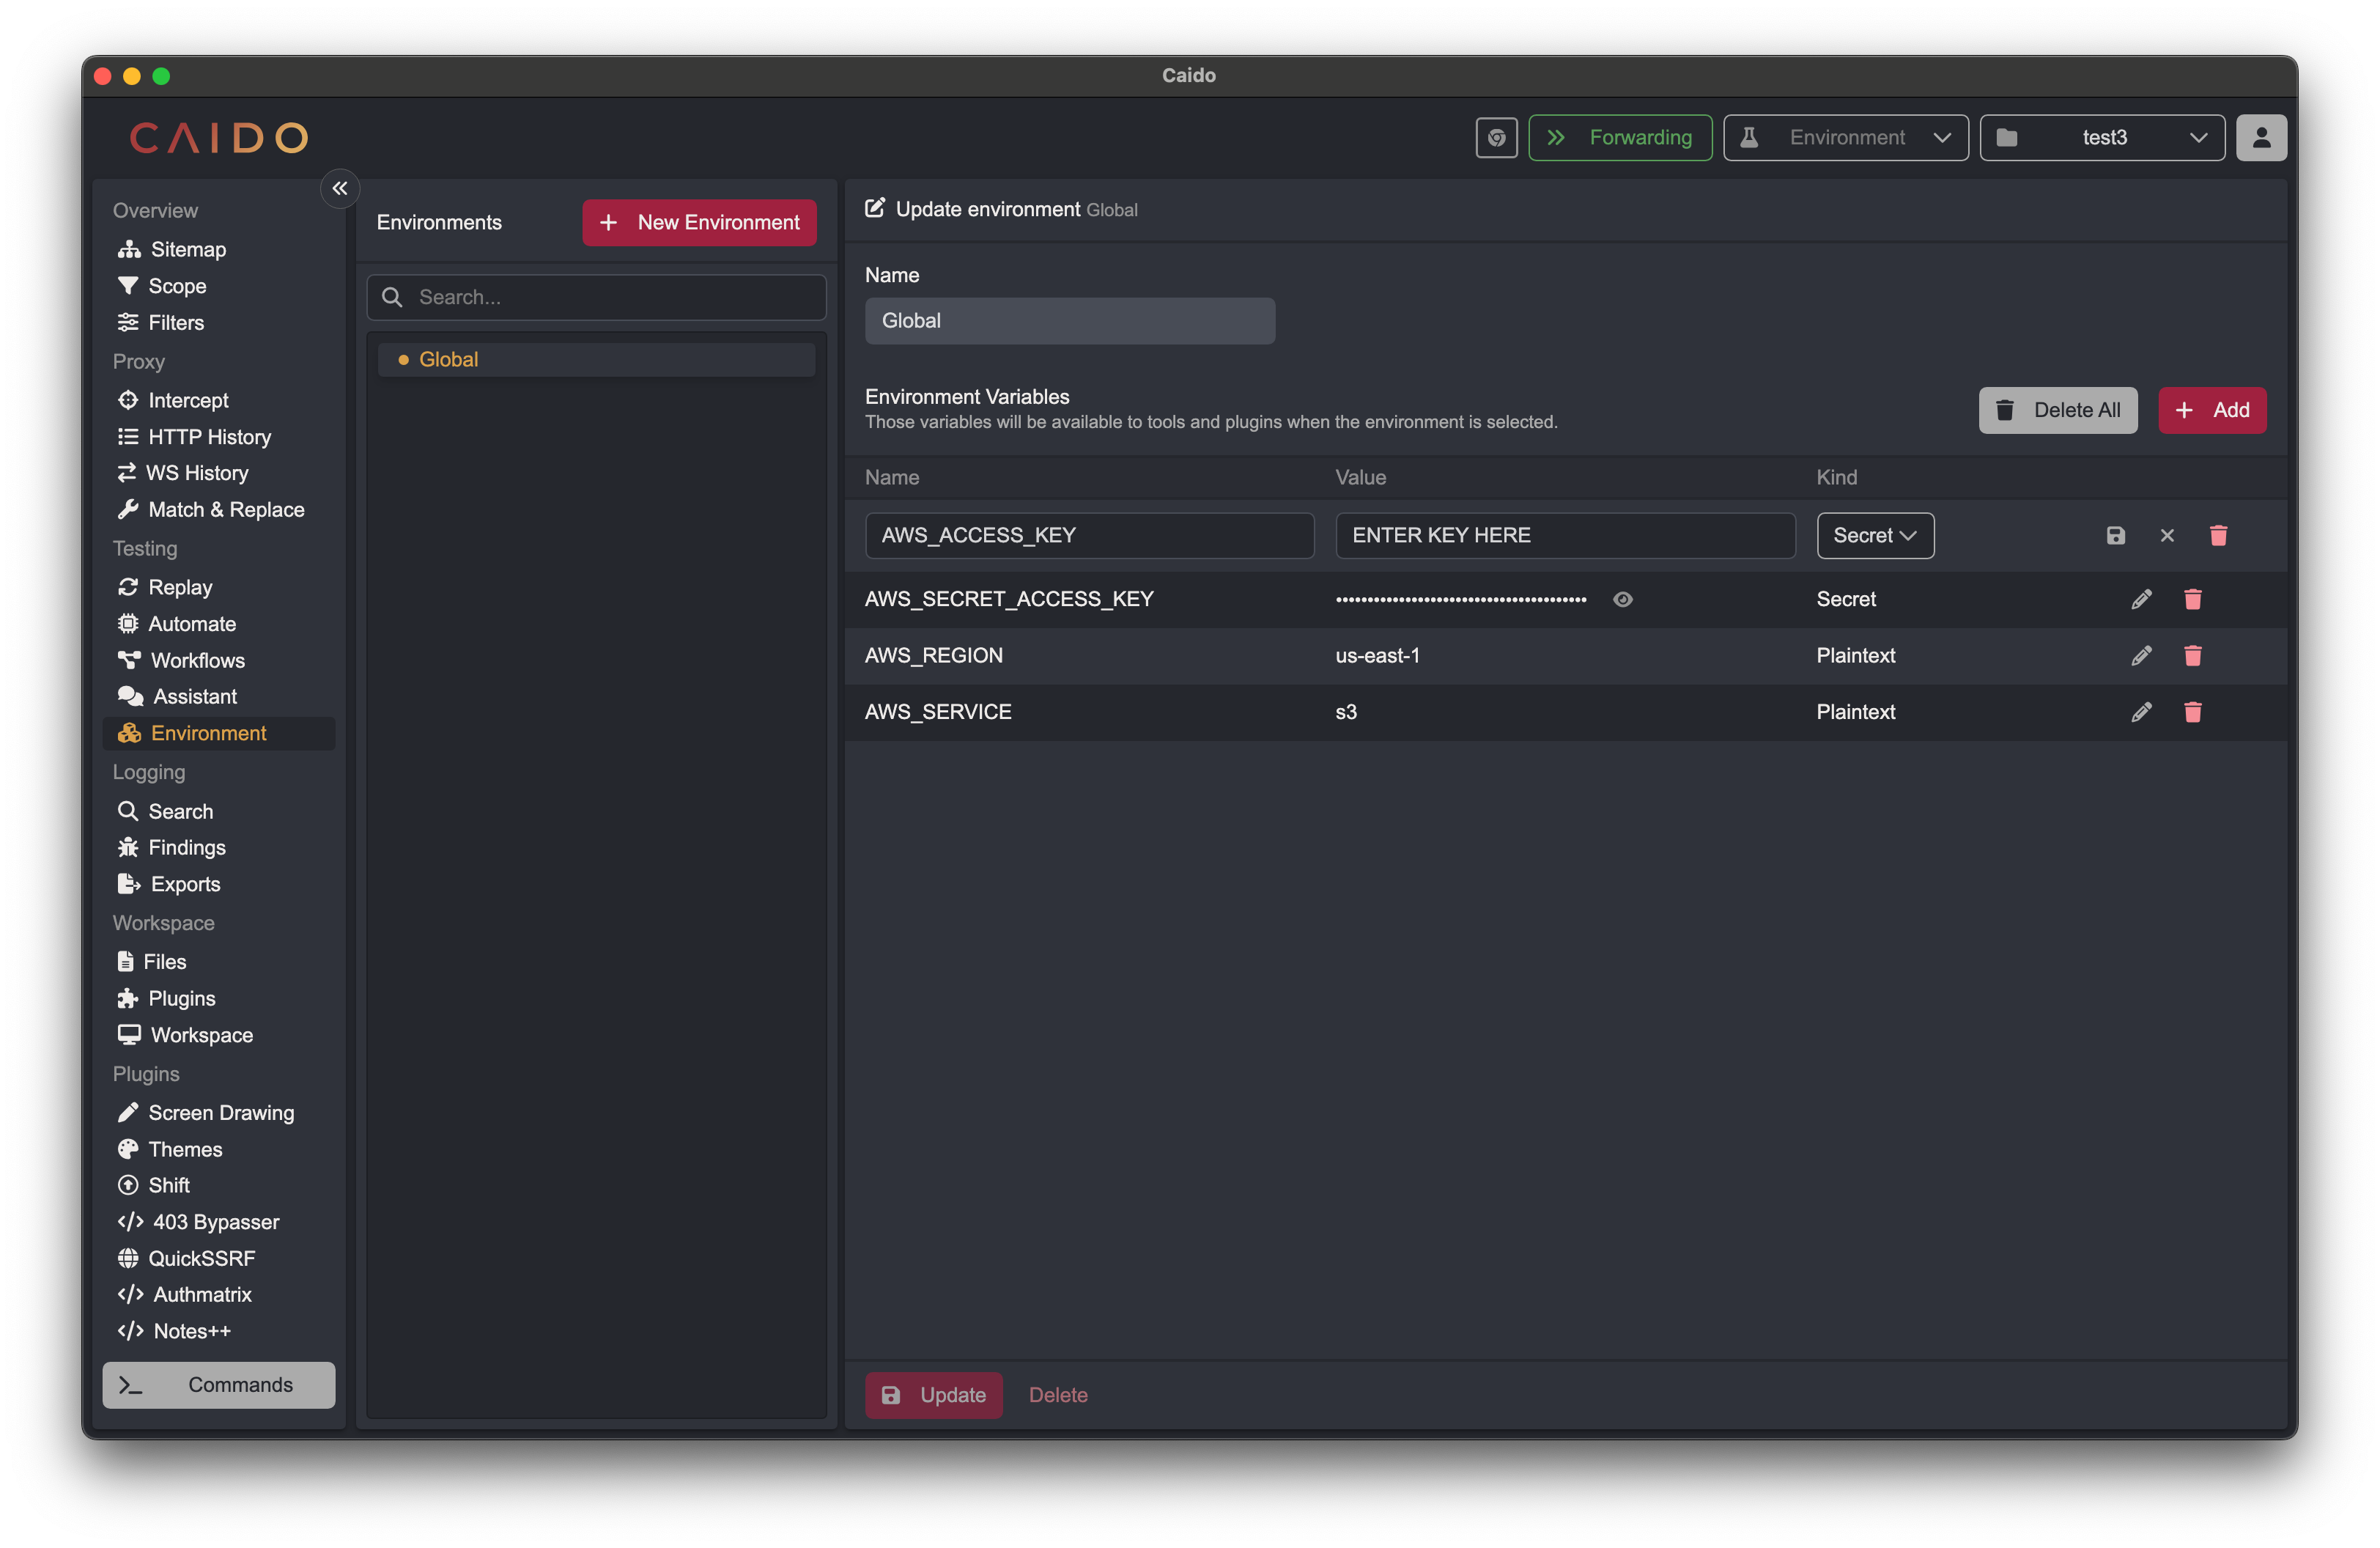 Caido
CAIDO
Forwarding
Environment
test3
Overview
Sitemap
Scope
Filters
Proxy
Intercept
HTTP History
WS History
Match & Replace
Testing
Replay
Automate
Workflows
Assistant
Environment
Logging
Search
Findings
Exports
Workspace
Files
Plugins
Workspace
Plugins
Screen Drawing
Themes
Shift
403 Bypasser
QuickSSRF
Authmatrix
Notes++
Commands
Environments
New Environment
Search...
Global
Update environment Global
Name
Global
Environment Variables
Those variables will be available to tools and plugins when the environment is selected.
Delete All
Add
Name Value Kind
AWS_ACCESS_KEY ENTER KEY HERE Secret
AWS_SECRET_ACCESS_KEY •••••••••••••••••••••••••••••••••••••••• Secret
AWS_REGION us-east-1 Plaintext
AWS_SERVICE s3 Plaintext
Update
Delete